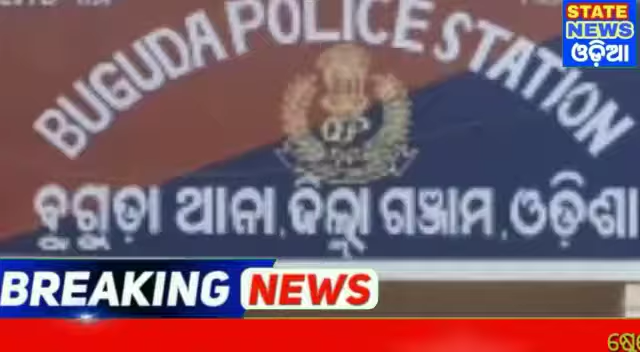 STATE
NEWS
ଓଡ଼ିଆ
BUGUDA POLICE STATION
OP
ବୁଗୁଡ଼ା ଥାନା, ଜିଲ୍ଲା ଗଞ୍ଜାମ, ଓଡ଼ିଶା
BREAKING NEWS